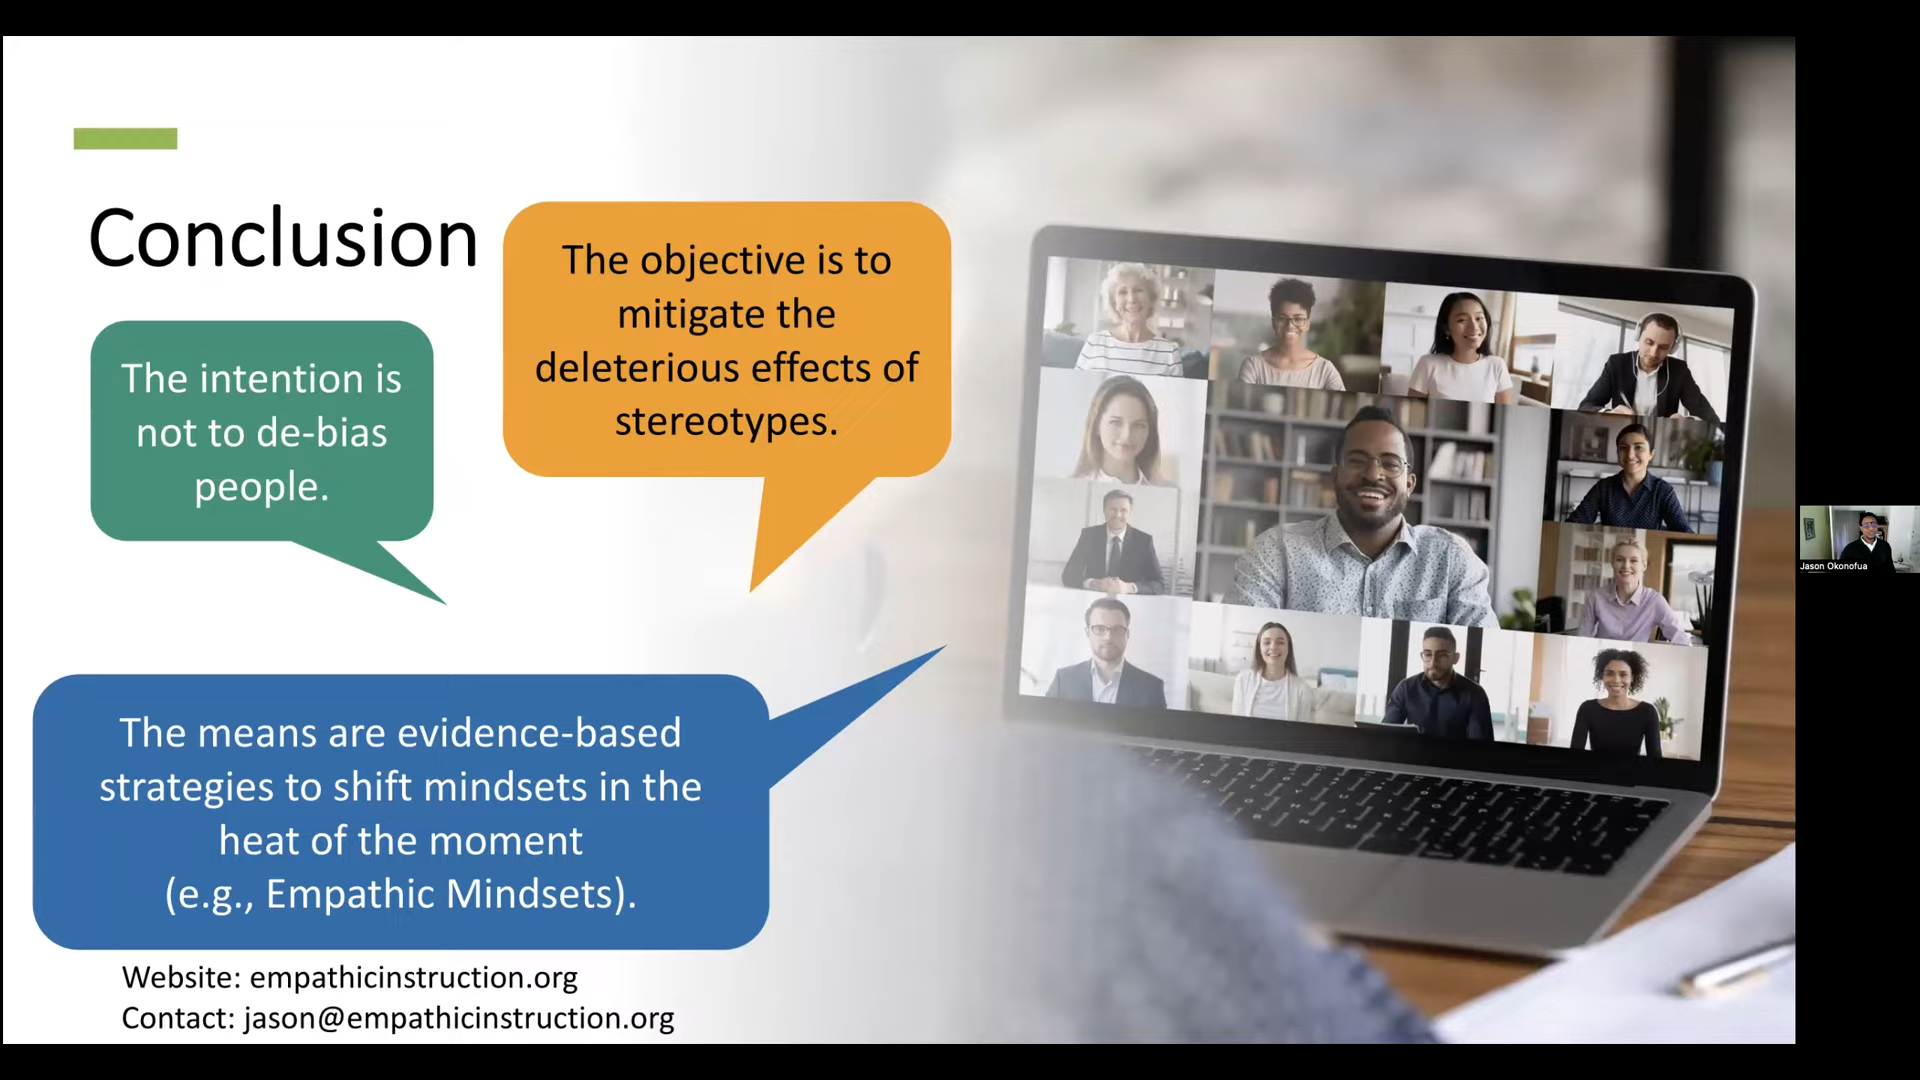 Conclusion
The intention is
not to de-bias
people.
The objective is to
mitigate the
deleterious effects of
stereotypes.
The means are evidence-based
strategies to shift mindsets in the
heat of the moment
(e.g., Empathic Mindsets).
Website: empathicinstruction.org
Contact: jason@empathicinstruction.org
Jason Okonofua